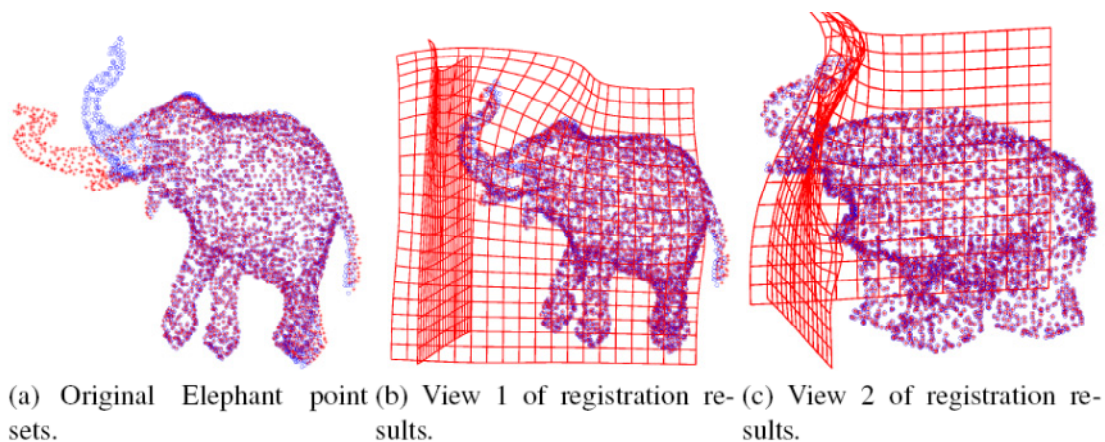 (a) Original Elephant point sets.
(b) View 1 of registration re-
sults.
(c) View 2 of registration re-
sults.